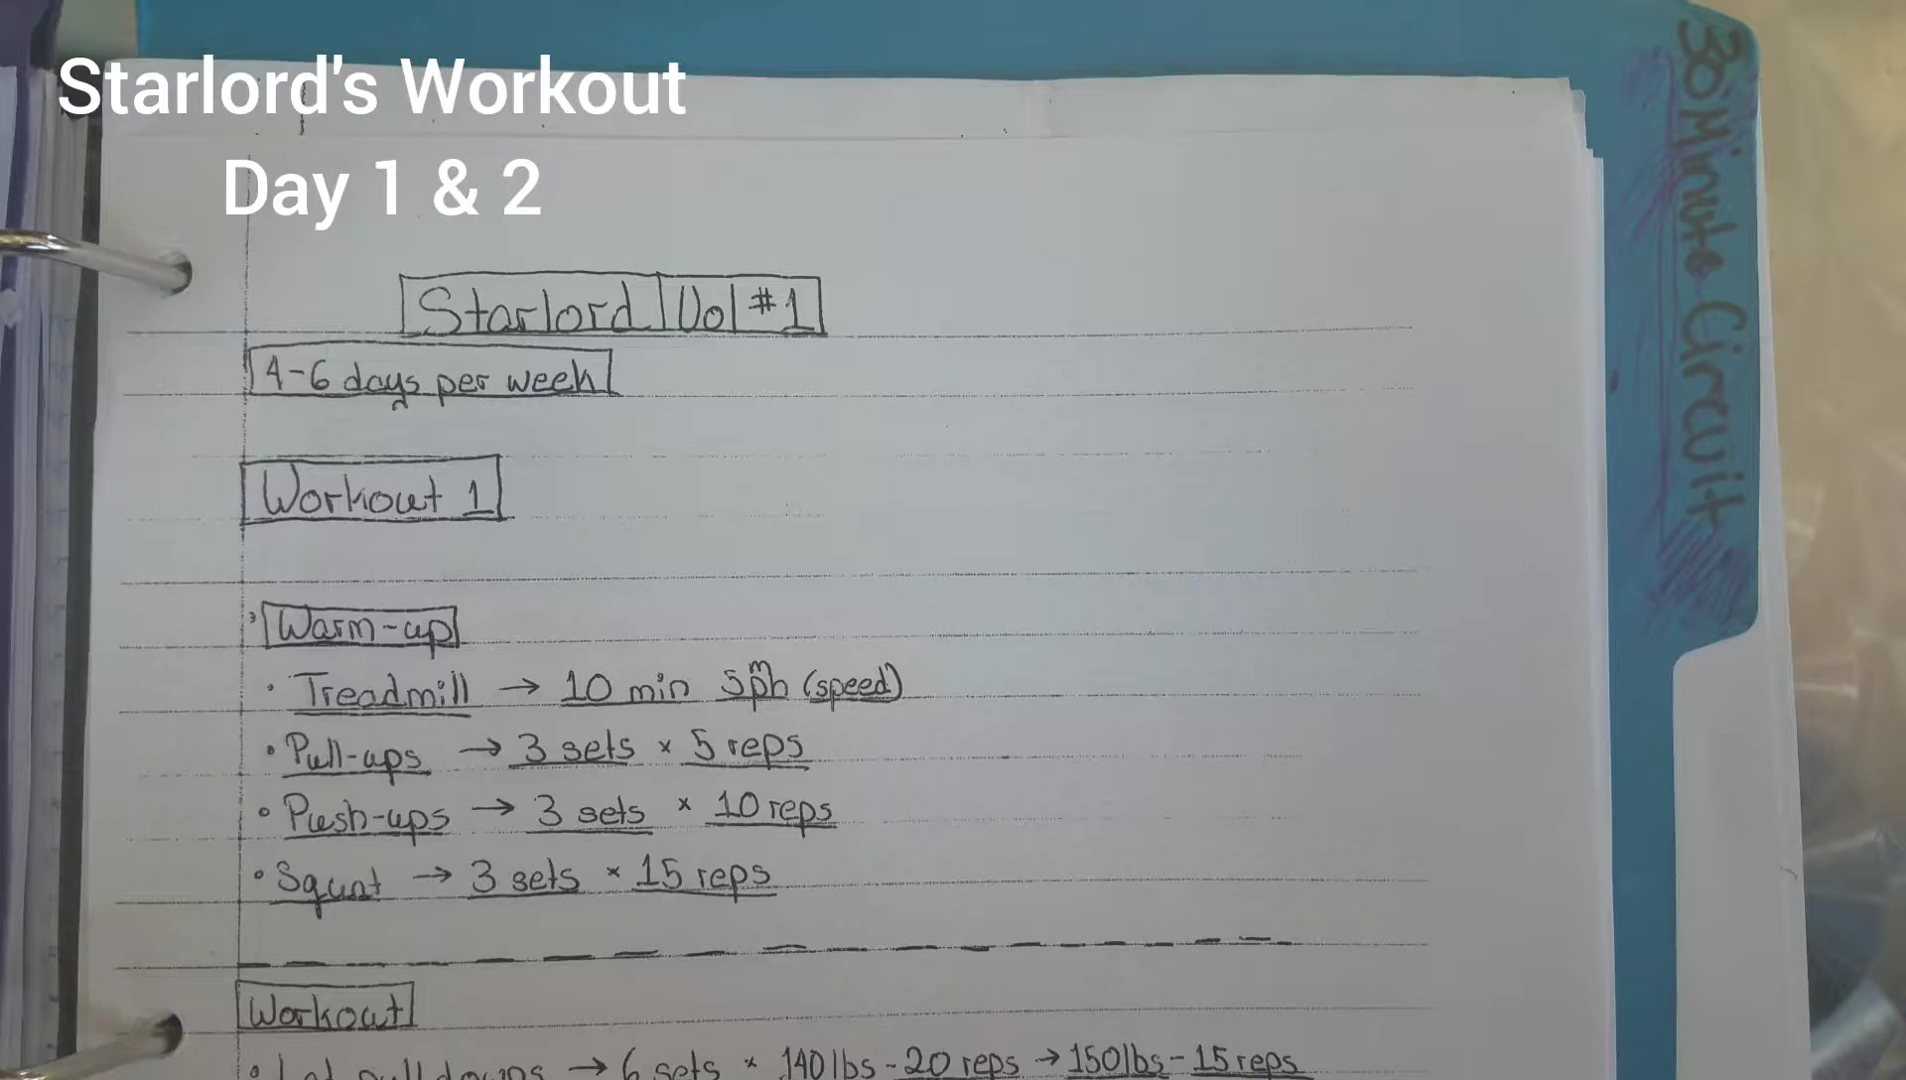 Starlord's Workout
Day 1 & 2
Starlord Vol #1
4-6 days per week
Workout 1
Warm-up
• Treadmill → 10 min 5mph (speed)
• Pull-ups → 3 sets × 5 reps
• Push-ups → 3 sets × 10 reps
• Squat → 3 sets × 15 reps
Workout
• Lat pulldowns → 6 sets × 140 lbs - 20 reps → 150 lbs - 15 reps
30 Minute Circuit